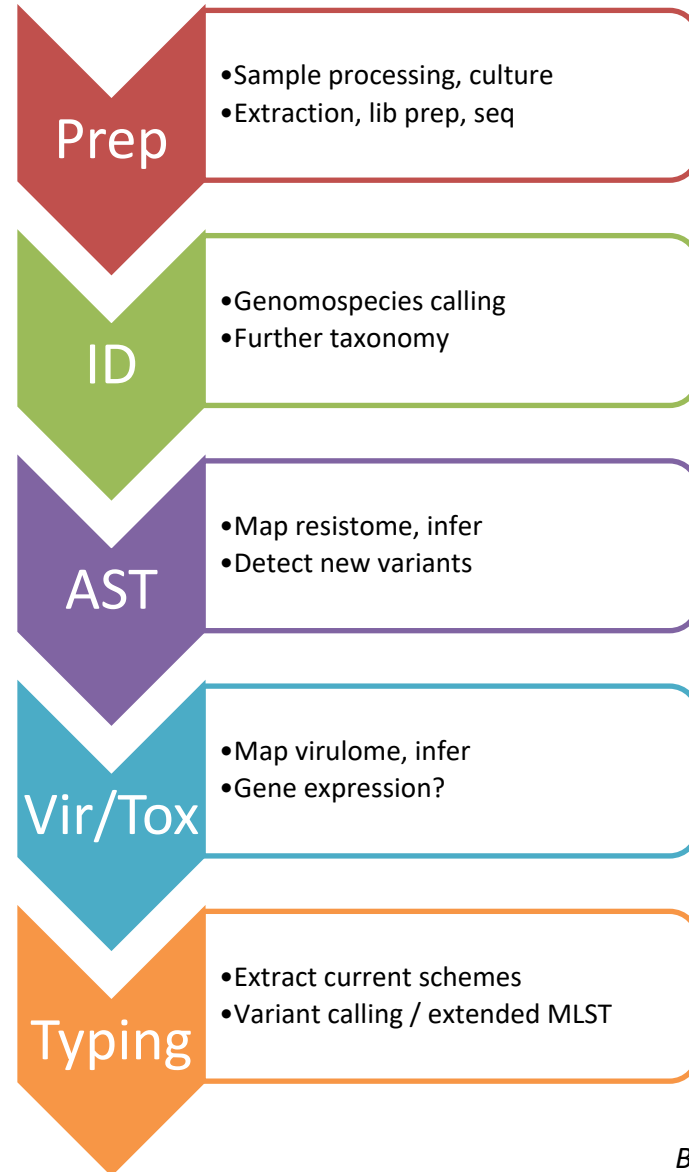 Prep
•Sample processing, culture
•Extraction, lib prep, seq
ID
•Genomospecies calling
•Further taxonomy
AST
•Map resistome, infer
•Detect new variants
Vir/Tox
•Map virulome, infer
•Gene expression?
Typing
•Extract current schemes
•Variant calling / extended MLST
B